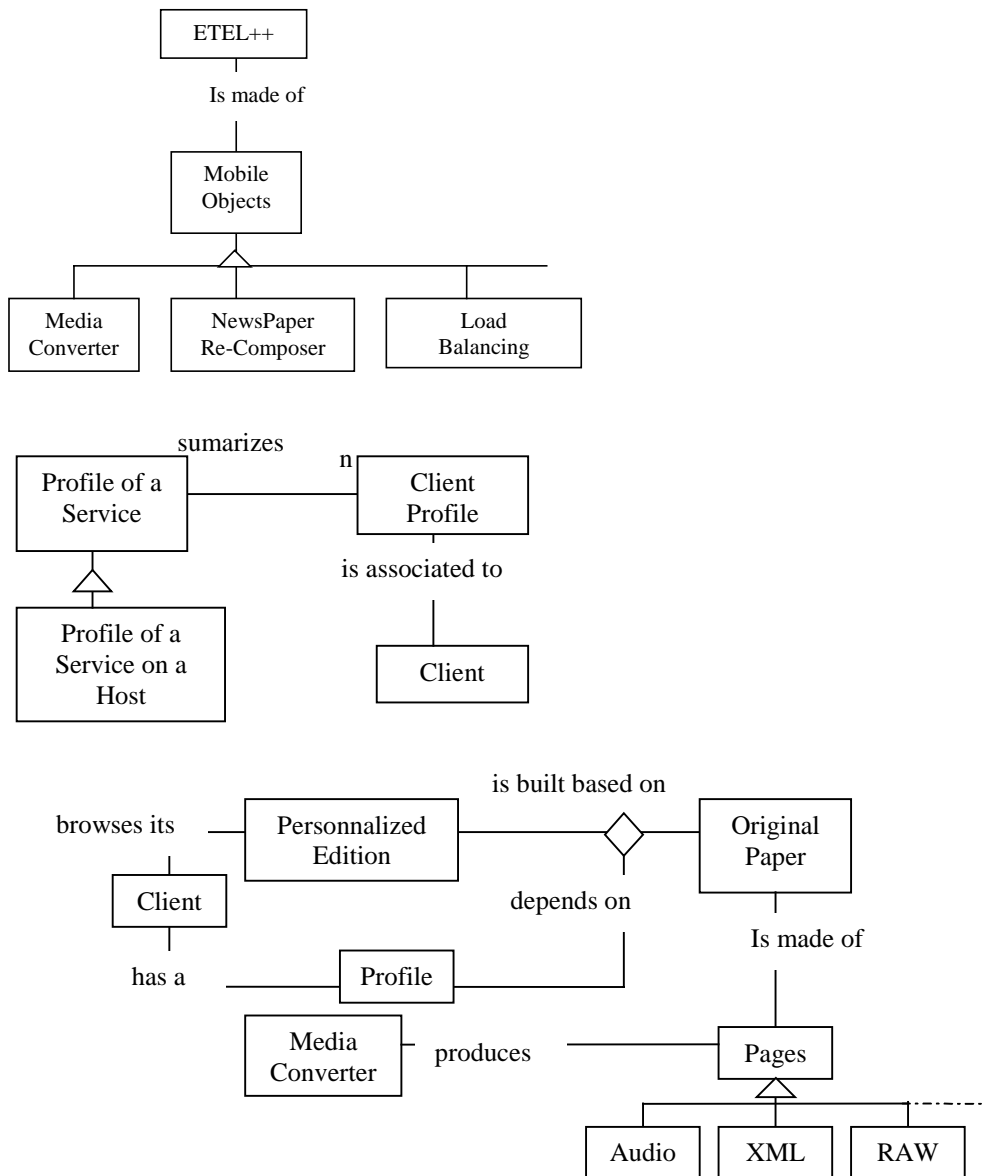 ETEL++
Is made of
Mobile
Objects
Media
Converter
NewsPaper
Re-Composer
Load
Balancing
sumarizes
n
Profile of a
Service
Client
Profile
is associated to
Profile of a
Service on a
Host
Client
is built based on
browses its
Personnalized
Edition
Original
Paper
Client
depends on
Is made of
has a
Profile
Media
Converter
produces
Pages
Audio
XML
RAW